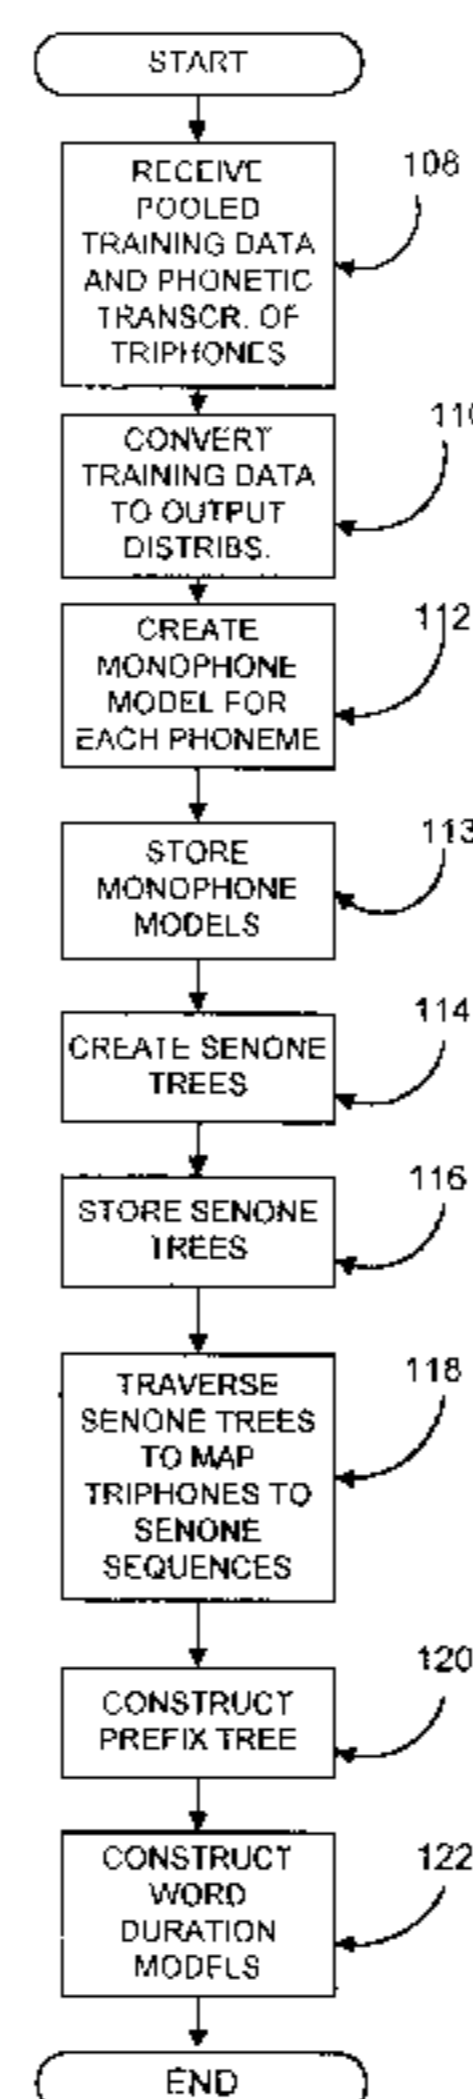 START
RECEIVE
POOLED
TRAINING DATA
AND PHONETIC
TRANSCR. OF
TRIPHONES
108
CONVERT
TRAINING DATA
TO OUTPUT
DISTRIBS.
110
CREATE
MONOPHONE
MODEL FOR
EACH PHONEME
112
STORE
MONOPHONE
MODELS
113
CREATE SENONE
TREES
114
STORE SENONE
TREES
116
TRAVERSE
SENONE TREES
TO MAP
TRIPHONES TO
SENONE
SEQUENCES
118
CONSTRUCT
PREFIX TREE
120
CONSTRUCT
WORD
DURATION
MODELS
122
END